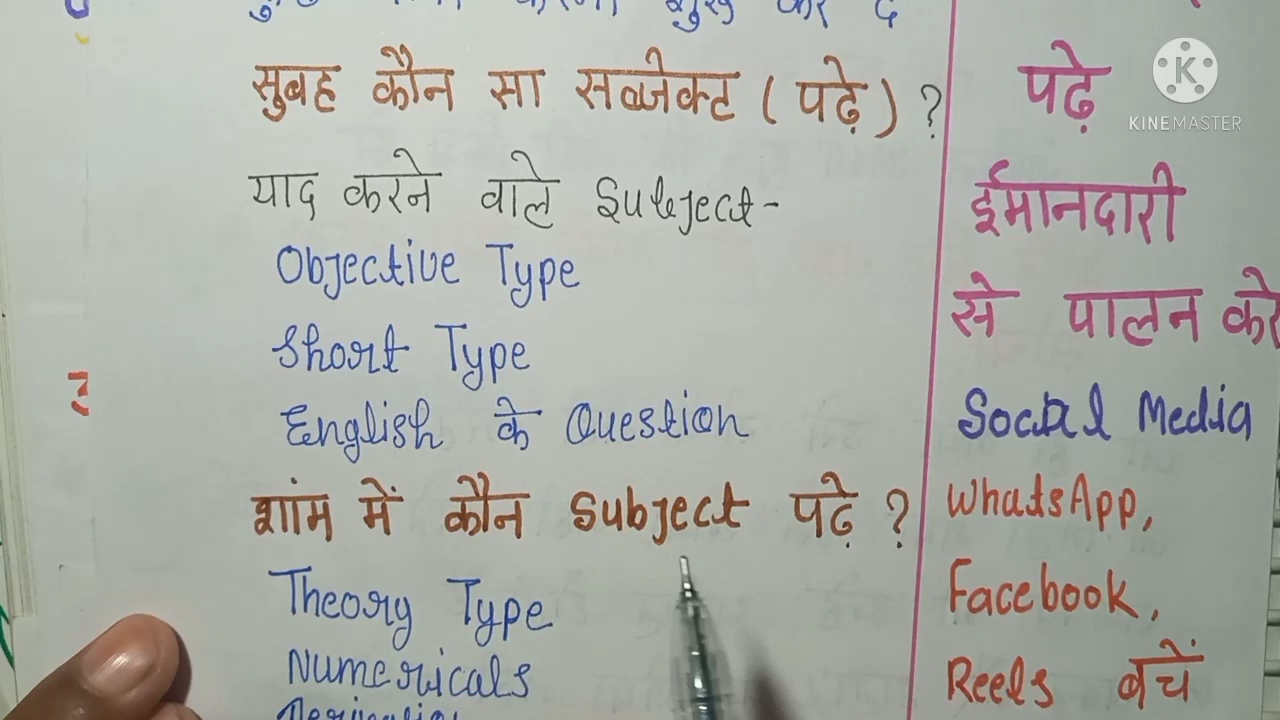 सुबह कौन सा सब्जेक्ट ( पढ़े ) ?
याद करने वाले Subject-
Objective Type
Short Type
English के Question
शांम में कौन Subject पढ़े ?
Theory Type
Numericals
पढ़े
ईमानदारी
से पालन करे
Social Media
WhatsApp,
Facebook,
Reels बचें
KINEMASTER